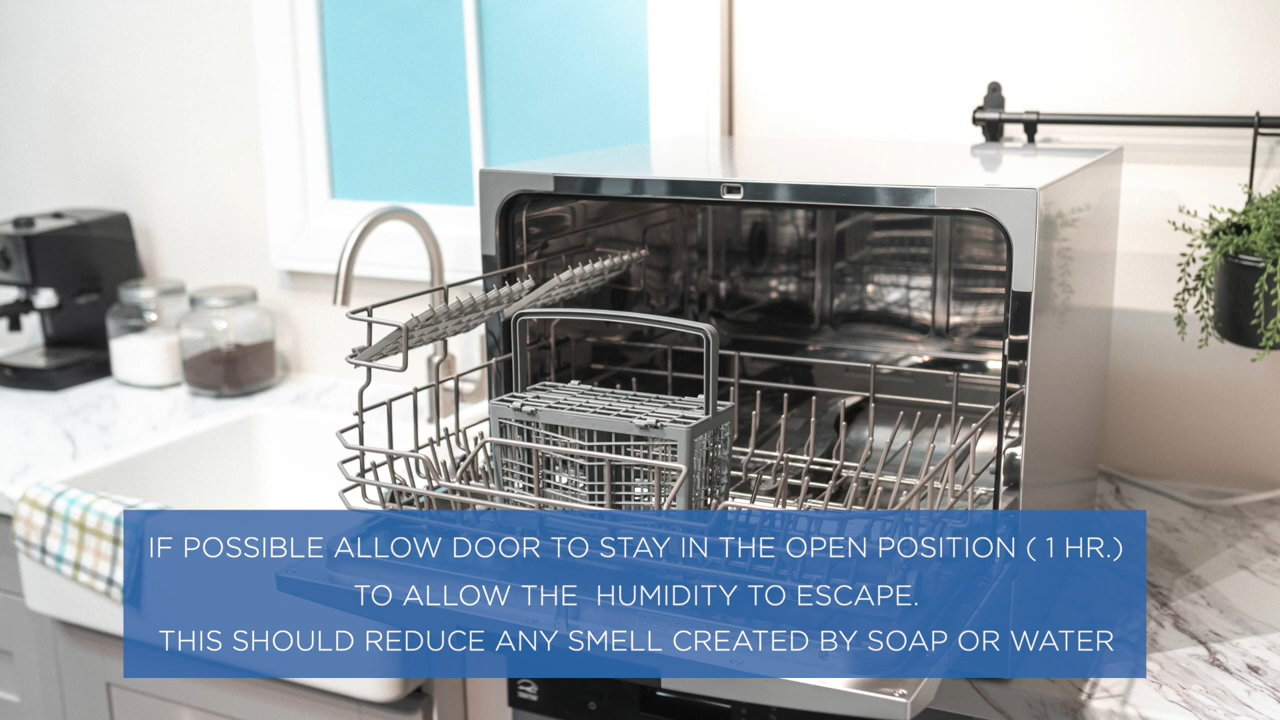 IF POSSIBLE ALLOW DOOR TO STAY IN THE OPEN POSITION ( 1 HR.)
TO ALLOW THE  HUMIDITY TO ESCAPE.
THIS SHOULD REDUCE ANY SMELL CREATED BY SOAP OR WATER